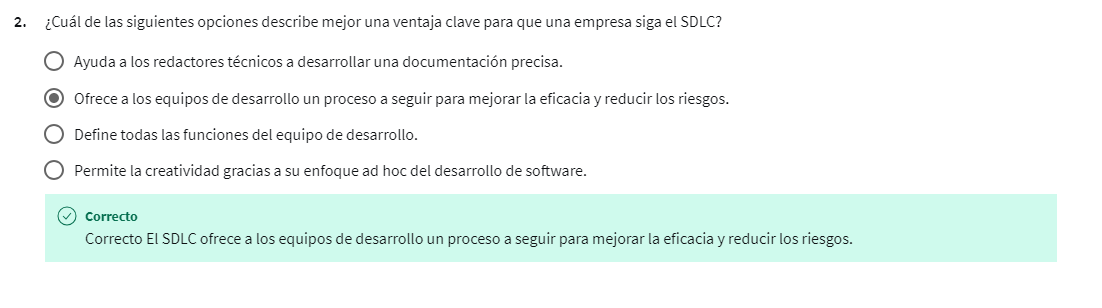 2. ¿Cuál de las siguientes opciones describe mejor una ventaja clave para que una empresa siga el SDLC?
Ayuda a los redactores técnicos a desarrollar una documentación precisa.
Ofrece a los equipos de desarrollo un proceso a seguir para mejorar la eficacia y reducir los riesgos.
Define todas las funciones del equipo de desarrollo.
Permite la creatividad gracias a su enfoque ad hoc del desarrollo de software.
Correcto
Correcto El SDLC ofrece a los equipos de desarrollo un proceso a seguir para mejorar la eficacia y reducir los riesgos.